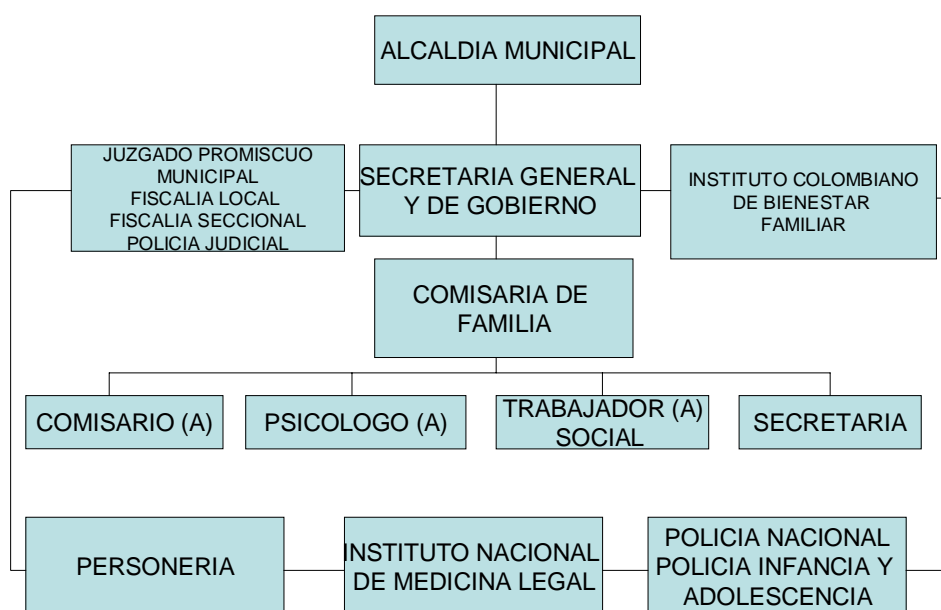 ALCALDIA MUNICIPAL
JUZGADO PROMISCUO
MUNICIPAL
FISCALIA LOCAL
FISCALIA SECCIONAL
POLICIA JUDICIAL
SECRETARIA GENERAL
Y DE GOBIERNO
INSTITUTO COLOMBIANO
DE BIENESTAR
FAMILIAR
COMISARIA DE
FAMILIA
COMISARIO (A)
PSICOLOGO (A)
TRABAJADOR (A)
SOCIAL
SECRETARIA
PERSONERIA
INSTITUTO NACIONAL
DE MEDICINA LEGAL
POLICIA NACIONAL
POLICIA INFANCIA Y
ADOLESCENCIA